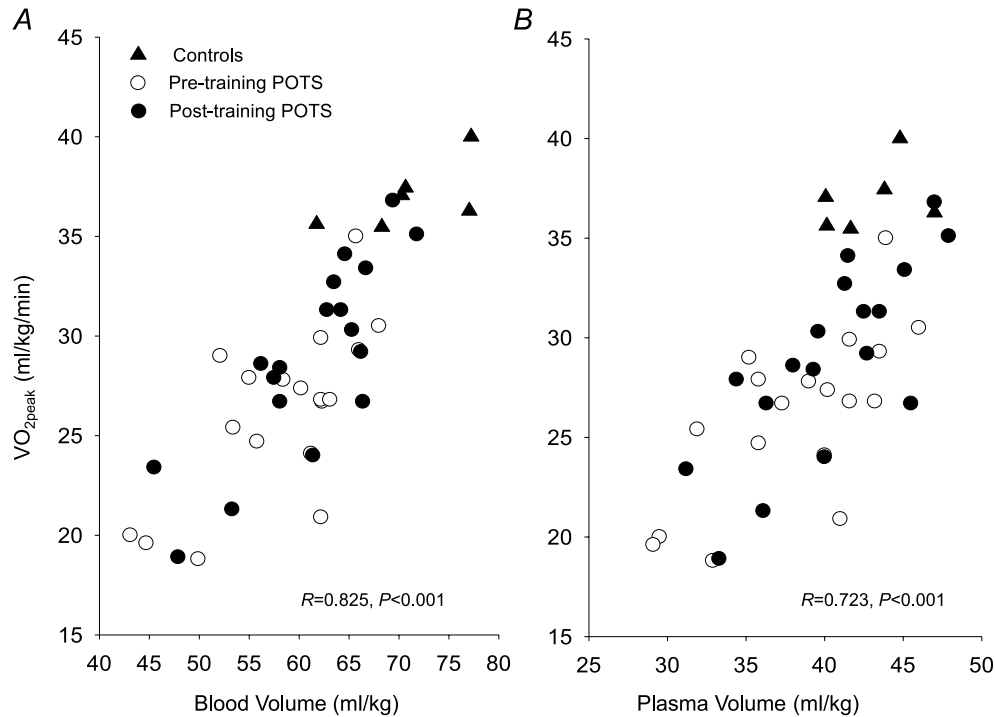 A
45
40
35
30
25
20
15
VO2peak (ml/kg/min)
Controls
Pre-training POTS
Post-training POTS
R=0.825, P<0.001
40 45 50 55 60 65 70 75 80
Blood Volume (ml/kg)
B
45
40
35
30
25
20
15
R=0.723, P<0.001
25 30 35 40 45 50
Plasma Volume (ml/kg)